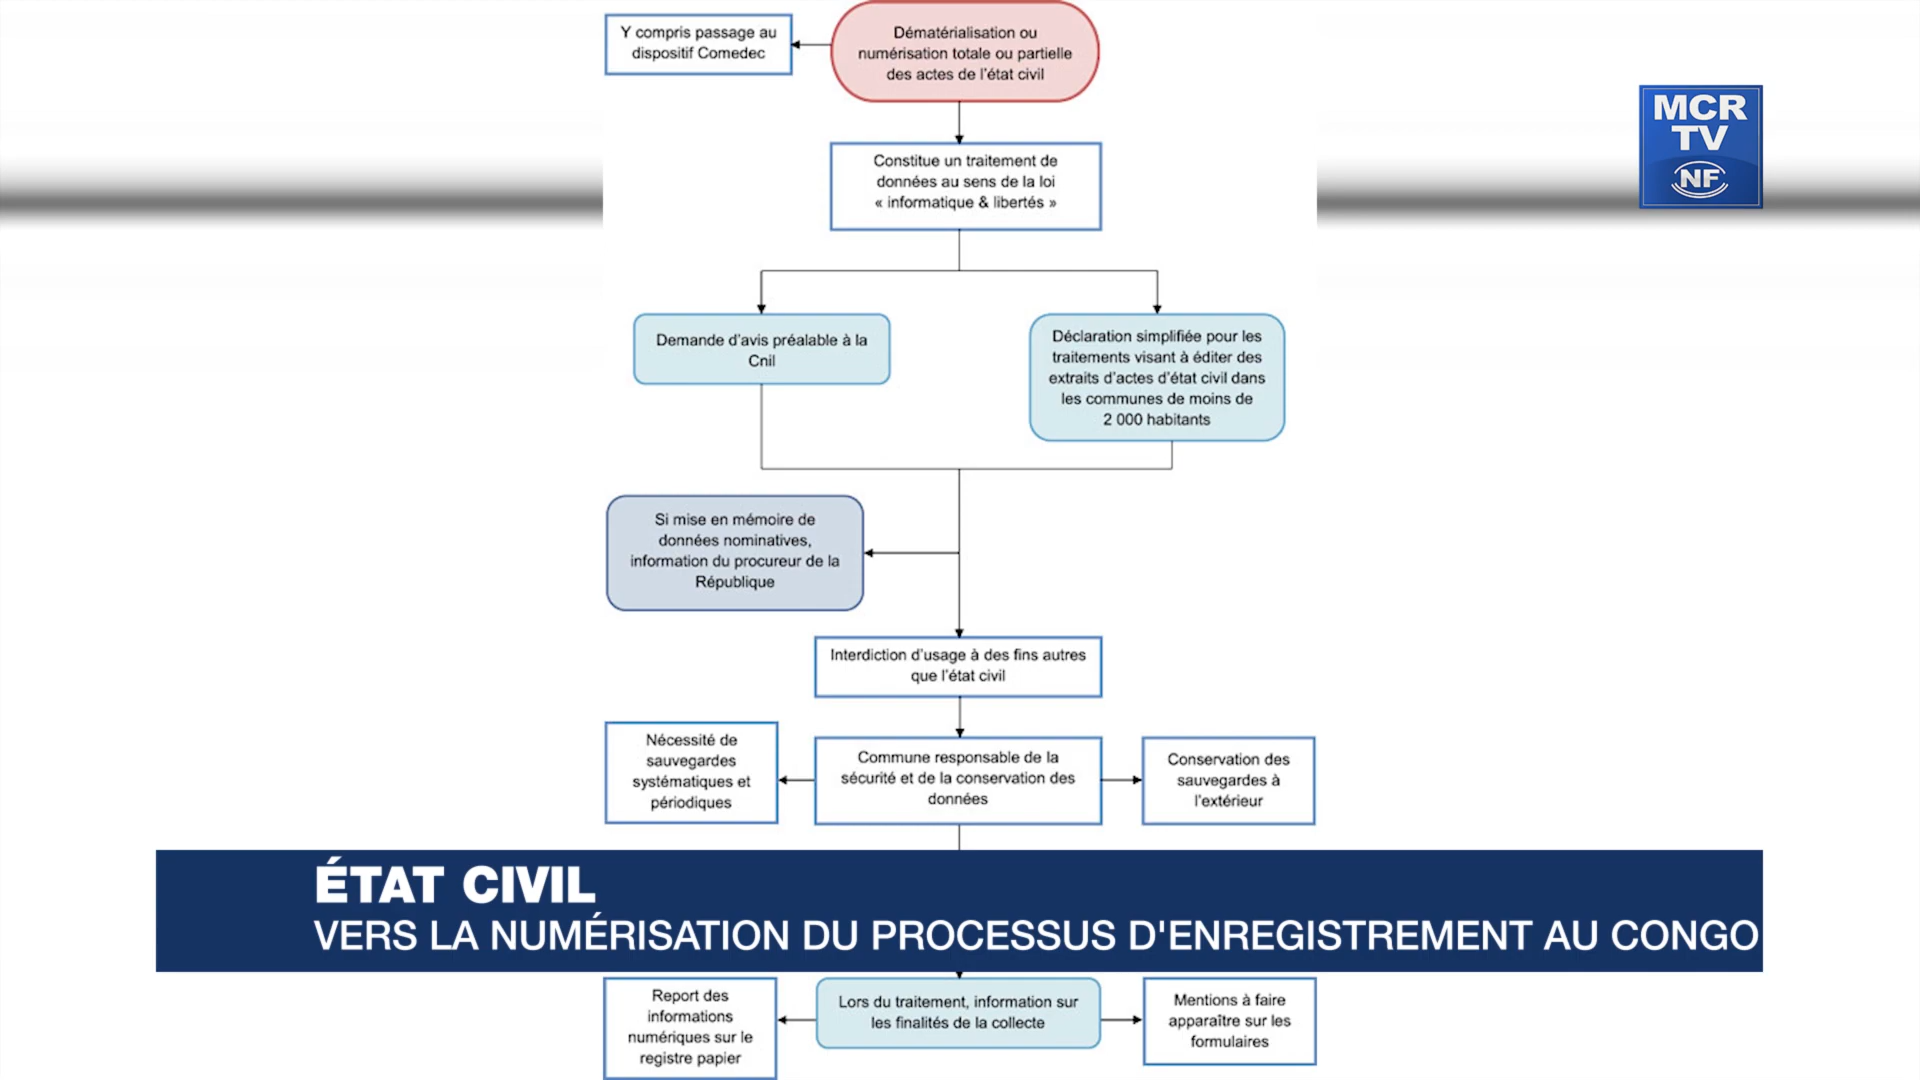 Y compris passage au
dispositif Comedec
Dématérialisation ou
numérisation totale ou partielle
des actes de l'état civil
MCR
TV
NF
Constitue un traitement de
données au sens de la loi
« informatique & libertés »
Demande d'avis préalable à la
Cnil
Déclaration simplifiée pour les
traitements visant à éditer des
extraits d'actes d'état civil dans
les communes de moins de
2 000 habitants
Si mise en mémoire de
données nominatives,
information du procureur de la
République
Interdiction d'usage à des fins autres
que l'état civil
Nécessité de
sauvegardes
systématiques et
périodiques
Commune responsable de la
sécurité et de la conservation des
données
Conservation des
sauvegardes à
l'extérieur
ÉTAT CIVIL
VERS LA NUMÉRISATION DU PROCESSUS D'ENREGISTREMENT AU CONGO
Report des
informations
numériques sur le
registre papier
Lors du traitement, information sur
les finalités de la collecte
Mentions à faire
apparaître sur les
formulaires